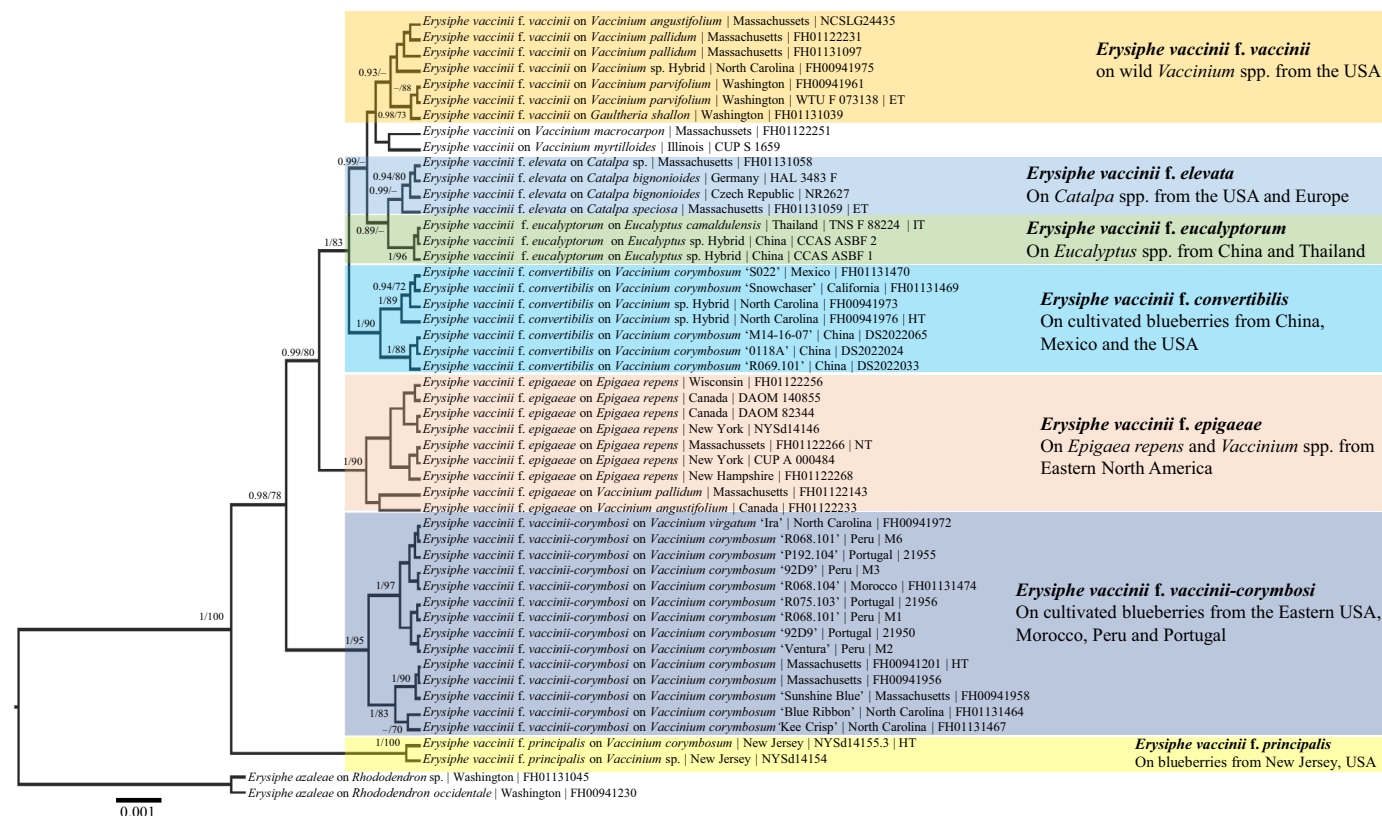 Erysiphe vaccinii f. vaccinii on Vaccinium angustifolium | Massachussets | NCSLG24435
Erysiphe vaccinii f. vaccinii on Vaccinium pallidum | Massachusetts | FH01122231
Erysiphe vaccinii f. vaccinii on Vaccinium pallidum | Massachusetts | FH01131097
Erysiphe vaccinii f. vaccinii on Vaccinium sp. Hybrid | North Carolina | FH00941975
Erysiphe vaccinii f. vaccinii on Vaccinium parvifolium | Washington | FH00941961
Erysiphe vaccinii f. vaccinii on Vaccinium parvifolium | Washington | WTU F 073138 | ET
Erysiphe vaccinii f. vaccinii on Gaultheria shallon | Washington | FH01131039
0.93/–
–/88
0.98/73
Erysiphe vaccinii f. vaccinii
on wild Vaccinium spp. from the USA
Erysiphe vaccinii on Vaccinium macrocarpon | Massachussets | FH01122251
Erysiphe vaccinii on Vaccinium myrtilloides | Illinois | CUP S 1659
0.99/–
Erysiphe vaccinii f. elevata on Catalpa sp. | Massachusetts | FH01131058
Erysiphe vaccinii f. elevata on Catalpa bignonioides | Germany | HAL 3483 F
Erysiphe vaccinii f. elevata on Catalpa bignonioides | Czech Republic | NR2627
Erysiphe vaccinii f. elevata on Catalpa speciosa | Massachusetts | FH01131059 | ET
0.94/80
0.99/–
Erysiphe vaccinii f. elevata
On Catalpa spp. from the USA and Europe
Erysiphe vaccinii f. eucalyptorum on Eucalyptus camaldulensis | Thailand | TNS F 88224 | IT
Erysiphe vaccinii f. eucalyptorum on Eucalyptus sp. Hybrid | China | CCAS ASBF 2
Erysiphe vaccinii f. eucalyptorum on Eucalyptus sp. Hybrid | China | CCAS ASBF 1
0.89/–
1/96
1/83
Erysiphe vaccinii f. eucalyptorum
On Eucalyptus spp. from China and Thailand
Erysiphe vaccinii f. convertibilis on Vaccinium corymbosum ‘S022’ | Mexico | FH01131470
Erysiphe vaccinii f. convertibilis on Vaccinium corymbosum ‘Snowchaser’ | California | FH01131469
Erysiphe vaccinii f. convertibilis on Vaccinium sp. Hybrid | North Carolina | FH00941973
Erysiphe vaccinii f. convertibilis on Vaccinium sp. Hybrid | North Carolina | FH00941976 | HT
Erysiphe vaccinii f. convertibilis on Vaccinium corymbosum ‘M14-16-07’ | China | DS2022065
Erysiphe vaccinii f. convertibilis on Vaccinium corymbosum ‘0118A’ | China | DS2022024
Erysiphe vaccinii f. convertibilis on Vaccinium corymbosum ‘R069.101’ | China | DS2022033
0.94/72
1/89
1/90
1/88
Erysiphe vaccinii f. convertibilis
On cultivated blueberries from China,
Mexico and the USA
0.99/80
Erysiphe vaccinii f. epigaeae on Epigaea repens | Wisconsin | FH01122256
Erysiphe vaccinii f. epigaeae on Epigaea repens | Canada | DAOM 140855
Erysiphe vaccinii f. epigaeae on Epigaea repens | Canada | DAOM 82344
Erysiphe vaccinii f. epigaeae on Epigaea repens | New York | NYSd14146
Erysiphe vaccinii f. epigaeae on Epigaea repens | Massachussets | FH01122266 | NT
Erysiphe vaccinii f. epigaeae on Epigaea repens | New York | CUP A 000484
Erysiphe vaccinii f. epigaeae on Epigaea repens | New Hampshire | FH01122268
Erysiphe vaccinii f. epigaeae on Vaccinium pallidum | Massachusetts | FH01122143
Erysiphe vaccinii f. epigaeae on Vaccinium angustifolium | Canada | FH01122233
1/90
Erysiphe vaccinii f. epigaeae
On Epigaea repens and Vaccinium spp. from
Eastern North America
0.98/78
Erysiphe vaccinii f. vaccinii-corymbosi on Vaccinium virgatum ‘Ira’ | North Carolina | FH00941972
Erysiphe vaccinii f. vaccinii-corymbosi on Vaccinium corymbosum ‘R068.101’ | Peru | M6
Erysiphe vaccinii f. vaccinii-corymbosi on Vaccinium corymbosum ‘P192.104’ | Portugal | 21955
Erysiphe vaccinii f. vaccinii-corymbosi on Vaccinium corymbosum ‘92D9’ | Peru | M3
Erysiphe vaccinii f. vaccinii-corymbosi on Vaccinium corymbosum ‘R068.104’ | Morocco | FH01131474
Erysiphe vaccinii f. vaccinii-corymbosi on Vaccinium corymbosum ‘R075.103’ | Portugal | 21956
Erysiphe vaccinii f. vaccinii-corymbosi on Vaccinium corymbosum ‘R068.101’ | Peru | M1
Erysiphe vaccinii f. vaccinii-corymbosi on Vaccinium corymbosum ‘92D9’ | Portugal | 21950
Erysiphe vaccinii f. vaccinii-corymbosi on Vaccinium corymbosum ‘Ventura’ | Peru | M2
Erysiphe vaccinii f. vaccinii-corymbosi on Vaccinium corymbosum | Massachusetts | FH00941201 | HT
Erysiphe vaccinii f. vaccinii-corymbosi on Vaccinium corymbosum | Massachusetts | FH00941956
Erysiphe vaccinii f. vaccinii-corymbosi on Vaccinium corymbosum ‘Sunshine Blue’ | Massachusetts | FH00941958
Erysiphe vaccinii f. vaccinii-corymbosi on Vaccinium corymbosum ‘Blue Ribbon’ | North Carolina | FH01131464
Erysiphe vaccinii f. vaccinii-corymbosi on Vaccinium corymbosum ‘Kee Crisp’ | North Carolina | FH01131467
1/97
1/95
1/90
1/83
–/70
Erysiphe vaccinii f. vaccinii-corymbosi
On cultivated blueberries from the Eastern USA,
Morocco, Peru and Portugal
1/100
Erysiphe vaccinii f. principalis on Vaccinium corymbosum | New Jersey | NYSd14155.3 | HT
Erysiphe vaccinii f. principalis on Vaccinium sp. | New Jersey | NYSd14154
1/100
Erysiphe vaccinii f. principalis
On blueberries from New Jersey, USA
Erysiphe azaleae on Rhododendron sp. | Washington | FH01131045
Erysiphe azaleae on Rhododendron occidentale | Washington | FH00941230
0.001